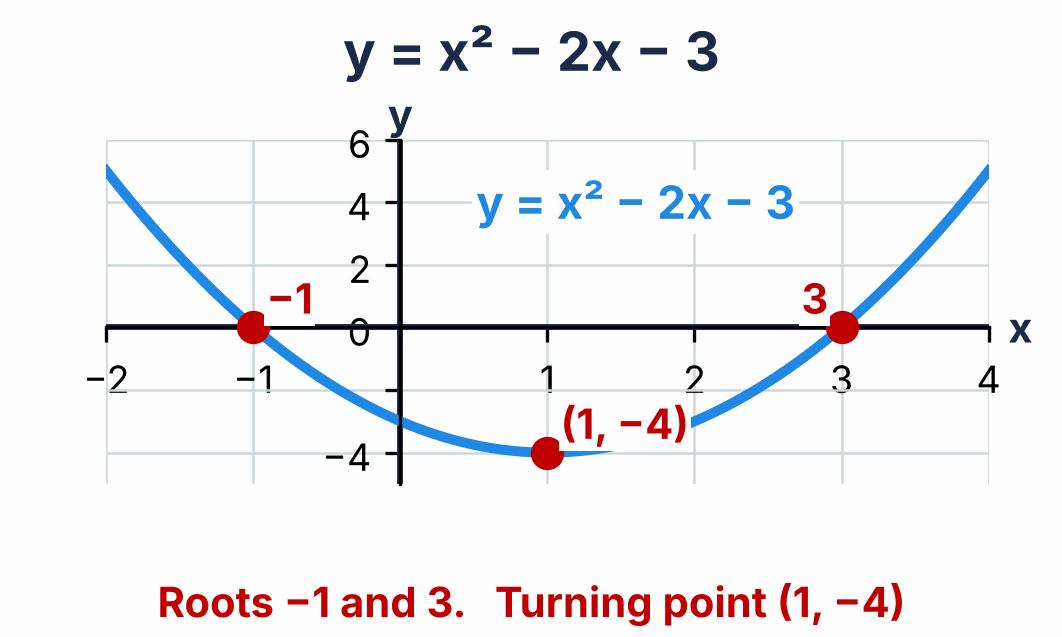 y = x² − 2x − 3
y
6
4
y = x² − 2x − 3
2
−1
3
0
x
−2
−1
1
2
3
4
(1, −4)
−4
Roots −1 and 3. Turning point (1, −4)